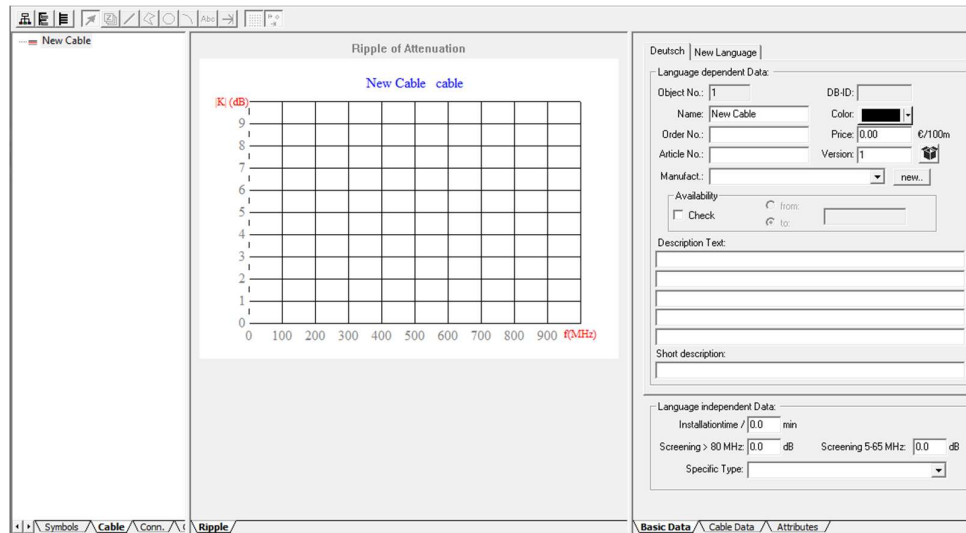 Abc
New Cable
Ripple of Attenuation
New Cable cable
|K| (dB)
9
8
7
6
5
4
3
2
1
0
0 100 200 300 400 500 600 700 800 900 f(MHz)
Deutsch New Language
Language dependent Data:
Object No.: 1 DB-ID:
Name: New Cable Color:
Order No.: Price: 0.00 €/100m
Article No.: Version: 1
Manufact.: new..
Availability
Check from:
to:
Description Text:
Short description:
Language independent Data:
Installationtime / 0.0 min
Screening > 80 MHz: 0.0 dB Screening 5-65 MHz: 0.0 dB
Specific Type:
Symbols Cable Conn. Ripple Basic Data Cable Data Attributes